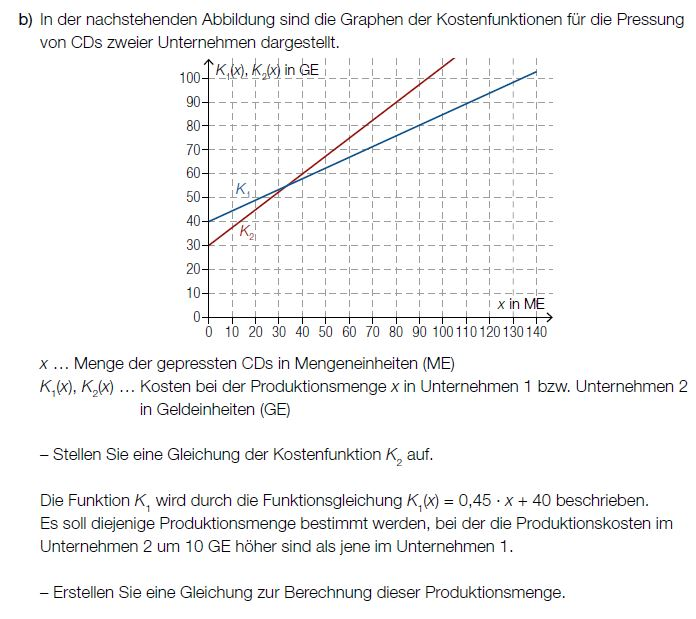 b) In der nachstehenden Abbildung sind die Graphen der Kostenfunktionen für die Pressung
von CDs zweier Unternehmen dargestellt.
K₁(x), K₂(x) in GE
100
90
80
70
60
50
40
30
20
10
0
K₁
K₂
x in ME
0 10 20 30 40 50 60 70 80 90 100 110 120 130 140
x … Menge der gepressten CDs in Mengeneinheiten (ME)
K₁(x), K₂(x) … Kosten bei der Produktionsmenge x in Unternehmen 1 bzw. Unternehmen 2
in Geldeinheiten (GE)
– Stellen Sie eine Gleichung der Kostenfunktion K₂ auf.
Die Funktion K₁ wird durch die Funktionsgleichung K₁(x) = 0,45 · x + 40 beschrieben.
Es soll diejenige Produktionsmenge bestimmt werden, bei der die Produktionskosten im
Unternehmen 2 um 10 GE höher sind als jene im Unternehmen 1.
– Erstellen Sie eine Gleichung zur Berechnung dieser Produktionsmenge.